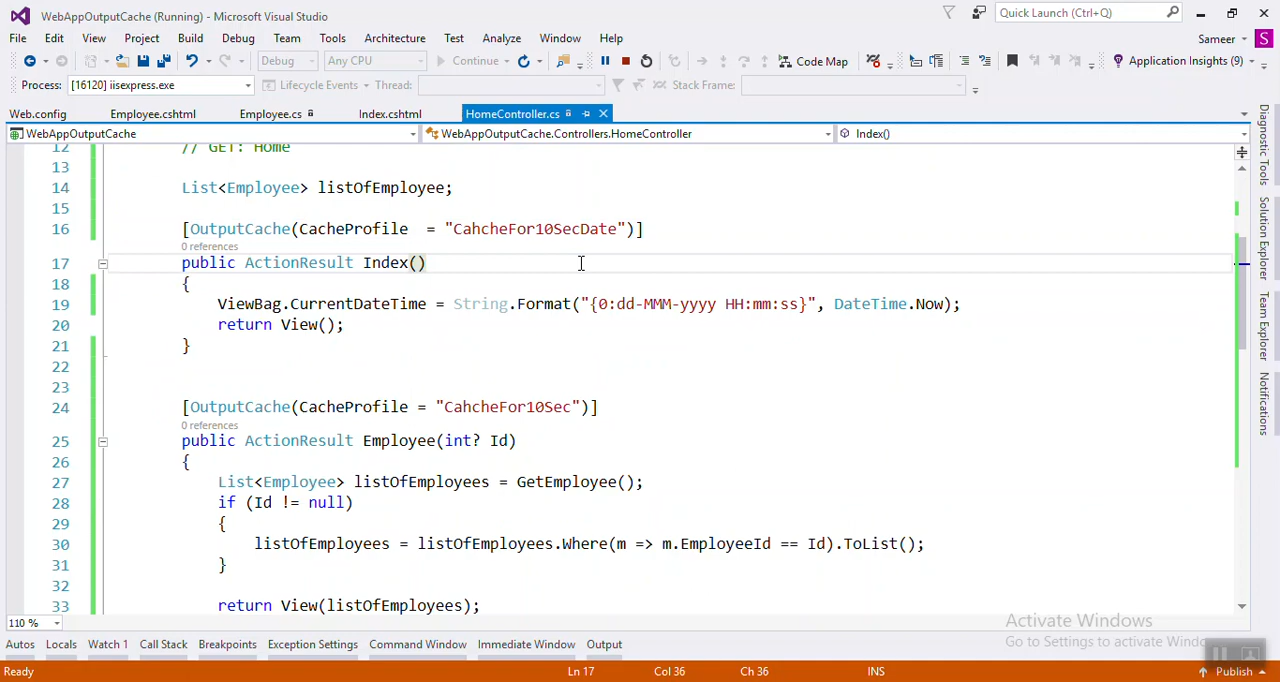 WebAppOutputCache (Running) - Microsoft Visual Studio
Quick Launch (Ctrl+Q)
File Edit View Project Build Debug Team Tools Architecture Test Analyze Window Help
Sameer S
Debug Any CPU Continue Code Map Application Insights (9)
Process: [16120] iisexpress.exe Lifecycle Events Thread: Stack Frame:
Web.config Employee.cshtml Employee.cs Index.cshtml HomeController.cs
WebAppOutputCache WebAppOutputCache.Controllers.HomeController Index()
12 // GET: Home
13
14 List<Employee> listOfEmployee;
15
16 [OutputCache(CacheProfile  = "CahcheFor10SecDate")]
0 references
17 public ActionResult Index()
18 {
19 ViewBag.CurrentDateTime = String.Format("{0:dd-MMM-yyyy HH:mm:ss}", DateTime.Now);
20 return View();
21 }
22
23
24 [OutputCache(CacheProfile = "CahcheFor10Sec")]
0 references
25 public ActionResult Employee(int? Id)
26 {
27 List<Employee> listOfEmployees = GetEmployee();
28 if (Id != null)
29 {
30 listOfEmployees = listOfEmployees.Where(m => m.EmployeeId == Id).ToList();
31 }
32
33 return View(listOfEmployees);
110 %
Diagnostic Tools
Solution Explorer
Team Explorer
Notifications
Activate Windows
Go to Settings to activate Windo
Autos Locals Watch 1 Call Stack Breakpoints Exception Settings Command Window Immediate Window Output
Ready Ln 17 Col 36 Ch 36 INS Publish